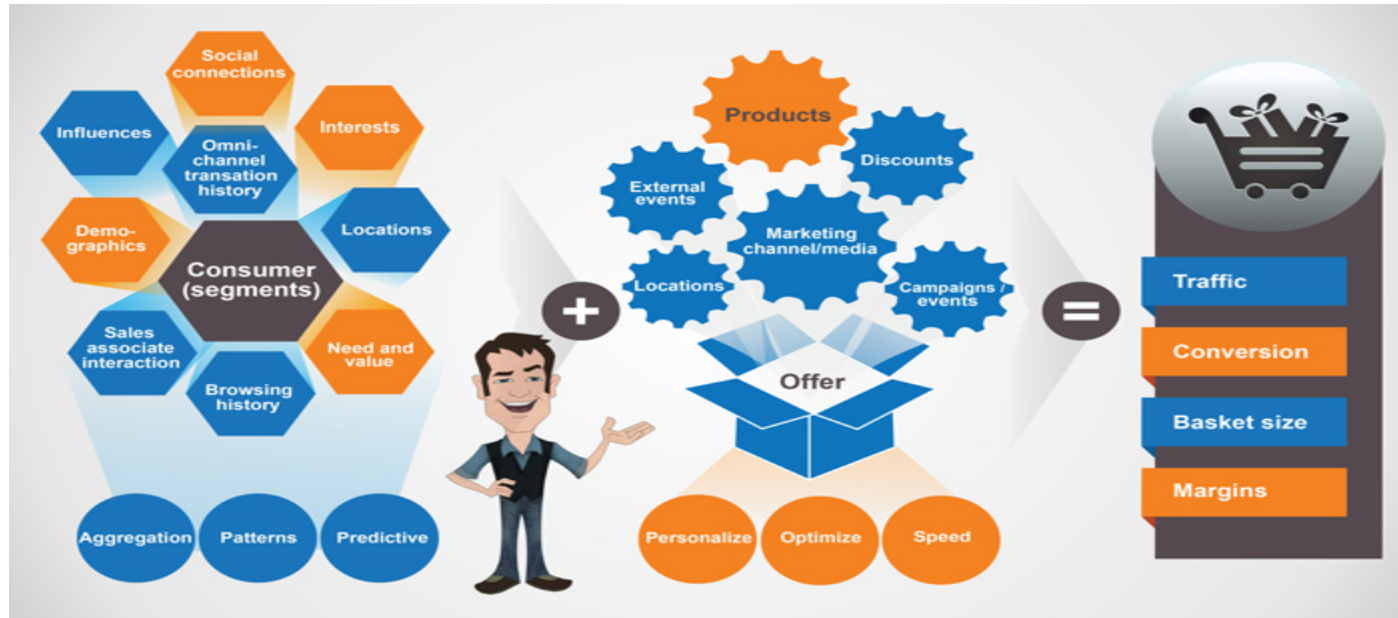 Social
connections
Influences
Interests
Omni-
channel
transation
history
Demo-
graphics
Locations
Consumer
(segments)
Sales
associate
interaction
Need and
value
Browsing
history
Aggregation
Patterns
Predictive
+
Products
Discounts
External
events
Marketing
channel/media
Locations
Campaigns /
events
Offer
Personalize
Optimize
Speed
=
Traffic
Conversion
Basket size
Margins